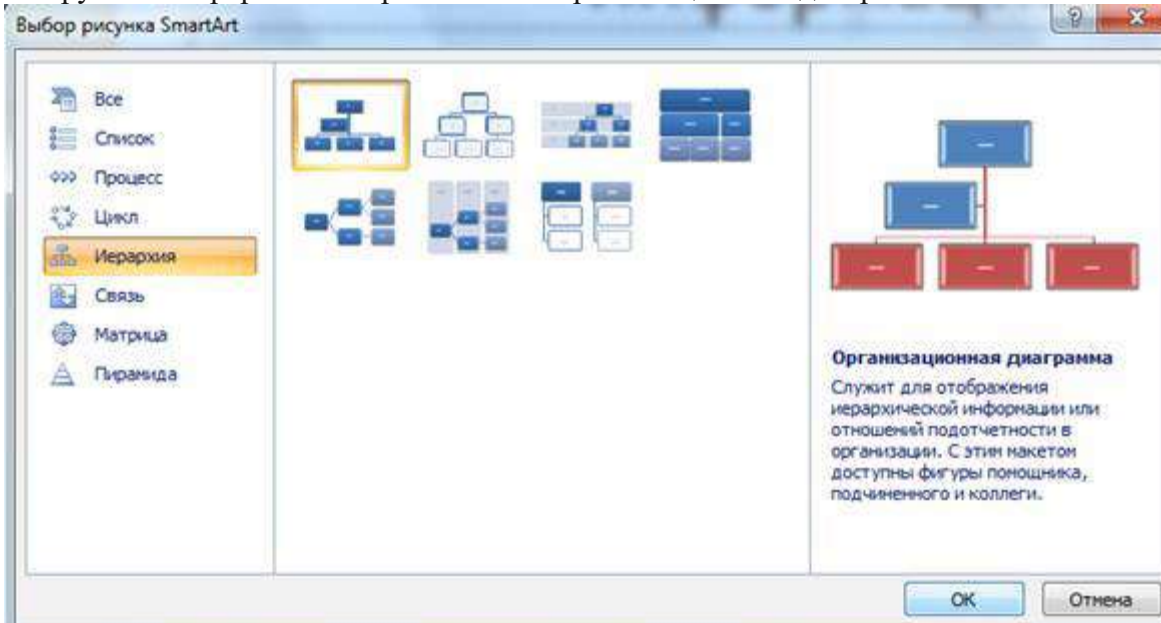 Выбор рисунка SmartArt
Все
Список
Процесс
Цикл
Иерархия
Связь
Матрица
Пирамида
Организационная диаграмма
Служит для отображения
иерархической информации или
отношений подотчетности в
организации. С этим макетом
доступны фигуры помощника,
подчиненного и коллеги.
ОК
Отмена